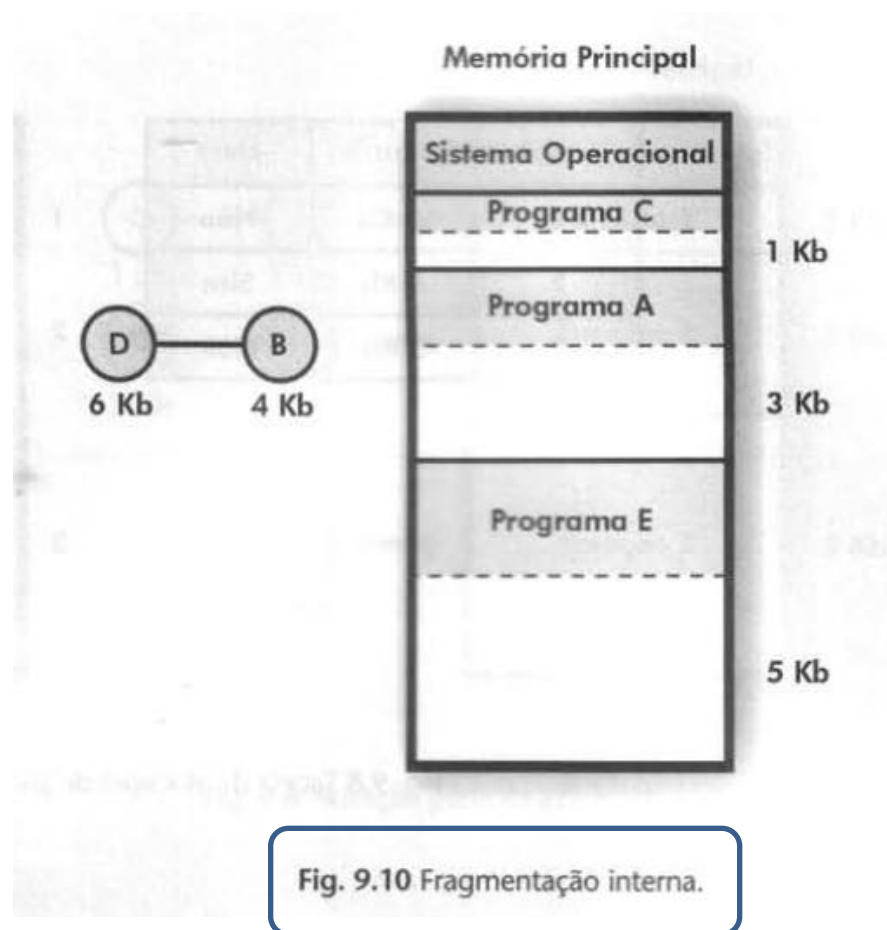 Memória Principal
Sistema Operacional
Programa C
1 Kb
Programa A
D
B
6 Kb
4 Kb
3 Kb
Programa E
5 Kb
Fig. 9.10 Fragmentação interna.